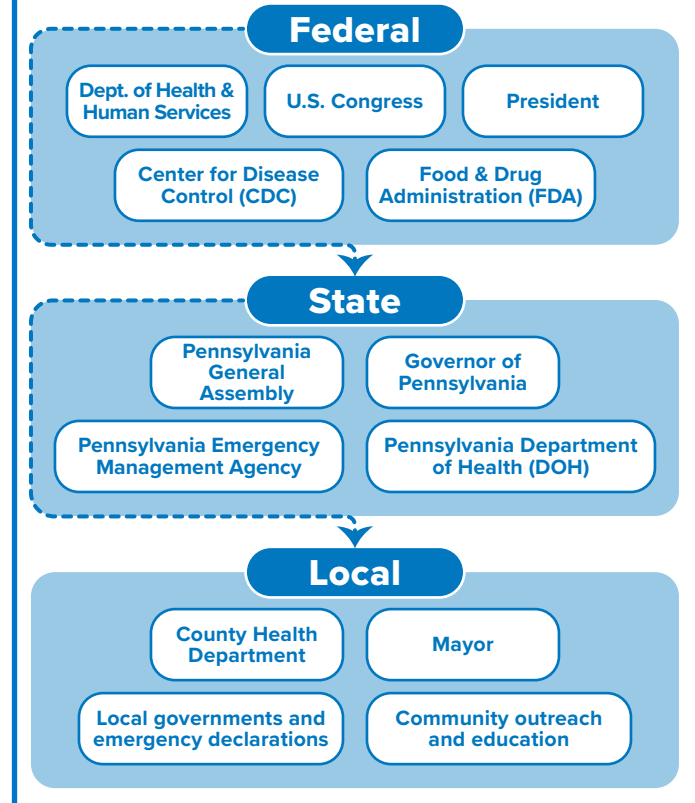 Federal
Dept. of Health &
Human Services
U.S. Congress
President
Center for Disease
Control (CDC)
Food & Drug
Administration (FDA)
State
Pennsylvania
General
Assembly
Governor of
Pennsylvania
Pennsylvania Emergency
Management Agency
Pennsylvania Department
of Health (DOH)
Local
County Health
Department
Mayor
Local governments and
emergency declarations
Community outreach
and education